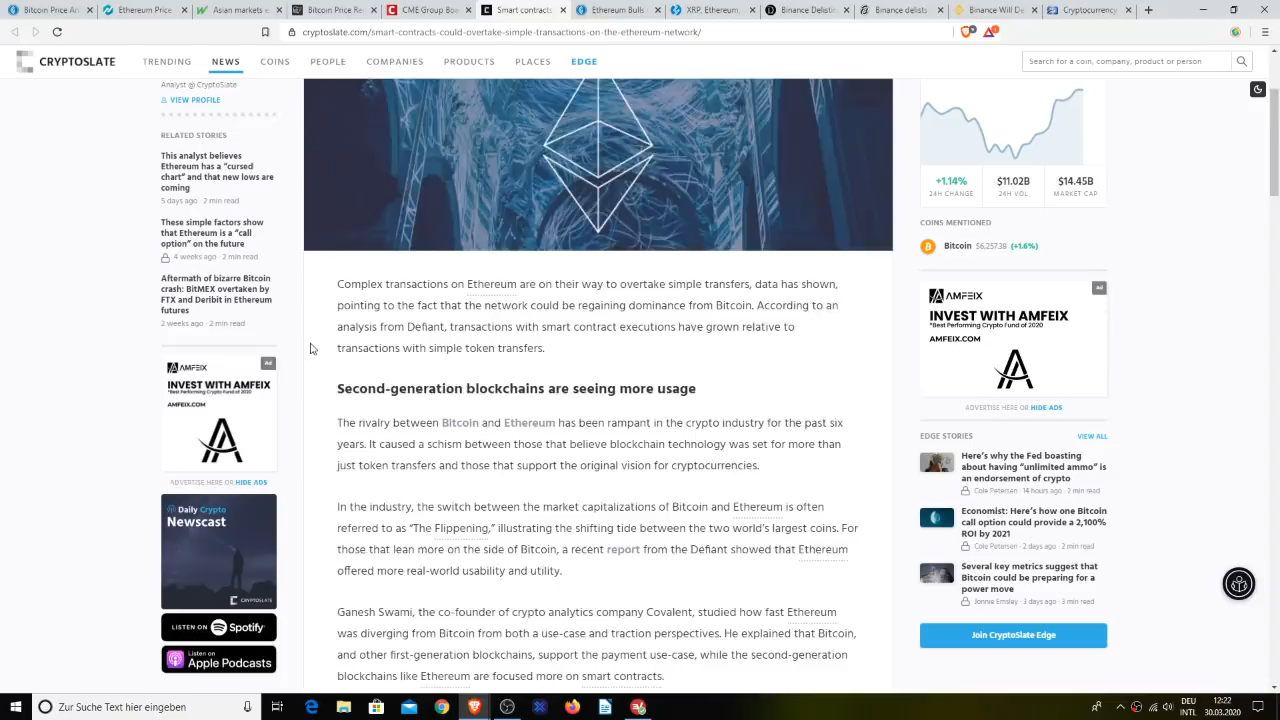 Bitcoin Price An
Bitcoin Price Re
CME Group Boa
Smart contracts
Bitcoin & Ethere
XRP, Ethereum,
Binance Delists
Binance delists
Binance Widerr
cryptoslate.com/smart-contracts-could-overtake-simple-transactions-on-the-ethereum-network/
CRYPTOSLATE
TRENDING NEWS COINS PEOPLE COMPANIES PRODUCTS PLACES EDGE
Search for a coin, company, product or person
Analyst @ CryptoSlate
VIEW PROFILE
RELATED STORIES
This analyst believes
Ethereum has a “cursed
chart” and that new lows are
coming
5 days ago · 2 min read
These simple factors show
that Ethereum is a “call
option” on the future
4 weeks ago · 2 min read
Aftermath of bizarre Bitcoin
crash: BitMEX overtaken by
FTX and Deribit in Ethereum
futures
2 weeks ago · 2 min read
Ad
AMFEIX
INVEST WITH AMFEIX
*Best Performing Crypto Fund of 2020
AMFEIX.COM
ADVERTISE HERE OR HIDE ADS
Daily Crypto
Newscast
CRYPTOSLATE
LISTEN ON Spotify
Listen on
Apple Podcasts
Complex transactions on Ethereum are on their way to overtake simple transfers, data has shown,
pointing to the fact that the network could be regaining dominance from Bitcoin. According to an
analysis from Defiant, transactions with smart contract executions have grown relative to
transactions with simple token transfers.
Second-generation blockchains are seeing more usage
The rivalry between Bitcoin and Ethereum has been rampant in the crypto industry for the past six
years. It caused a schism between those that believe blockchain technology was set for more than
just token transfers and those that support the original vision for cryptocurrencies.
In the industry, the switch between the market capitalizations of Bitcoin and Ethereum is often
referred to as “The Flippening,” illustrating the shifting tide between the two world’s largest coins. For
those that lean more on the side of Bitcoin, a recent report from the Defiant showed that Ethereum
offered more real-world usability and utility.
Ganesh Swami, the co-founder of crypto analytics company Covalent, studied how fast Ethereum
was diverging from Bitcoin from both a use-case and traction perspectives. He explained that Bitcoin,
and other first-generation blockchains, support the payment use-case, while the second-generation
blockchains like Ethereum are focused more on smart contracts.
+1.14% $11.02B $14.45B
24H CHANGE 24H VOL MARKET CAP
COINS MENTIONED
Bitcoin $6,257.38 (+1.6%)
Ad
AMFEIX
INVEST WITH AMFEIX
*Best Performing Crypto Fund of 2020
AMFEIX.COM
ADVERTISE HERE OR HIDE ADS
EDGE STORIES VIEW ALL
Here’s why the Fed boasting
about having “unlimited ammo” is
an endorsement of crypto
Cole Petersen · 14 hours ago · 2 min read
Economist: Here’s how one Bitcoin
call option could provide a 2,100%
ROI by 2021
Cole Petersen · 2 days ago · 2 min read
Several key metrics suggest that
Bitcoin could be preparing for a
power move
Jonnie Emsley · 3 days ago · 3 min read
Join CryptoSlate Edge
Zur Suche Text hier eingeben
DEU 12:22
INTL 30.03.2020